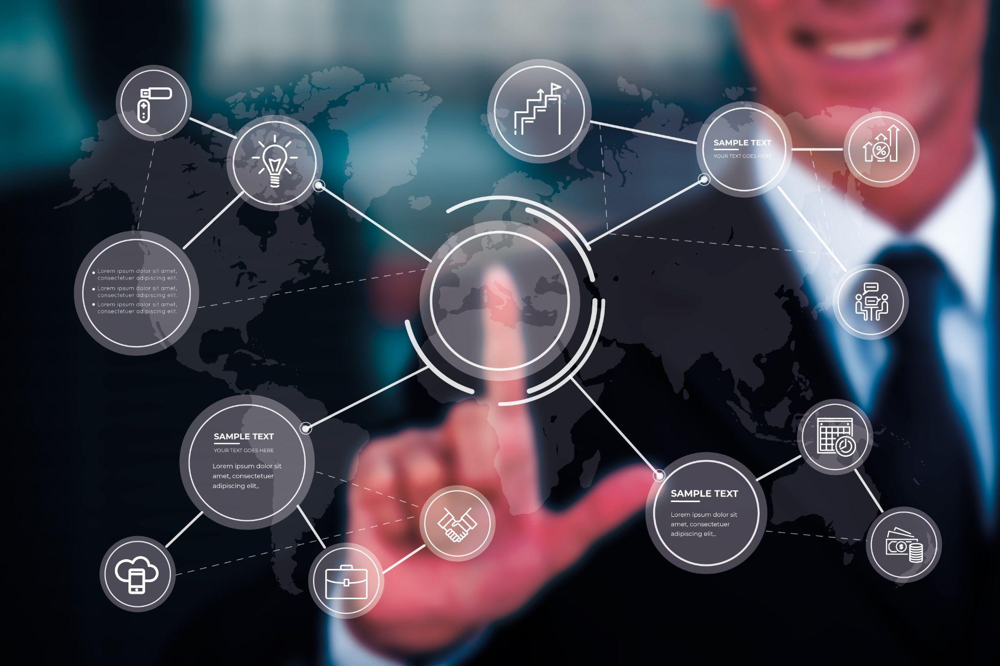 SAMPLE TEXT
YOUR TEXT GOES HERE
• Lorem ipsum dolor sit amet,
consectetuer adipiscing elit.
• Lorem ipsum dolor sit amet,
consectetuer adipiscing elit.
• Lorem ipsum dolor sit amet,
consectetuer adipiscing elit.
SAMPLE TEXT
YOUR TEXT GOES HERE
Lorem ipsum dolor sit
amet, consectetuer
adipiscing elit,.
SAMPLE TEXT
Lorem ipsum dolor sit
amet, consectetuer
adipiscing elit,.